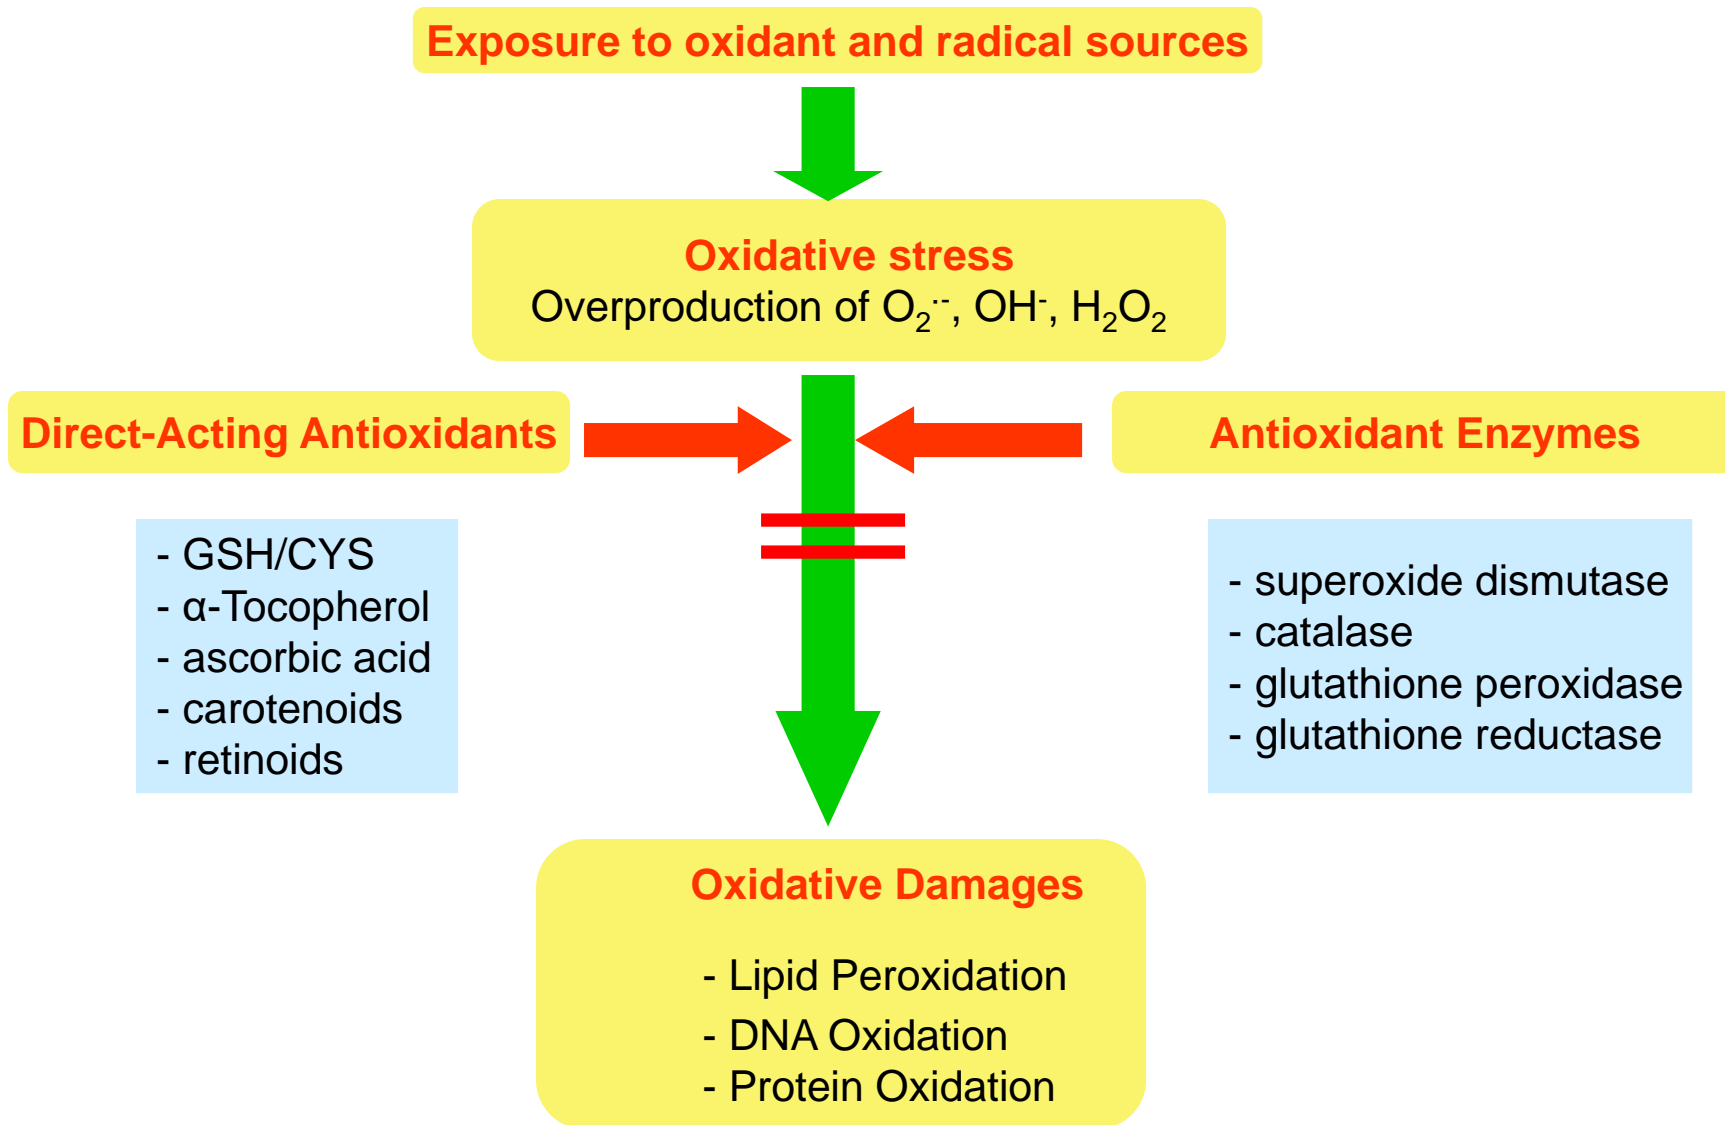 Exposure to oxidant and radical sources
Oxidative stress
Overproduction of O₂·⁻, OH⁻, H₂O₂
Direct-Acting Antioxidants
- GSH/CYS
- α-Tocopherol
- ascorbic acid
- carotenoids
- retinoids
Antioxidant Enzymes
- superoxide dismutase
- catalase
- glutathione peroxidase
- glutathione reductase
Oxidative Damages
- Lipid Peroxidation
- DNA Oxidation
- Protein Oxidation